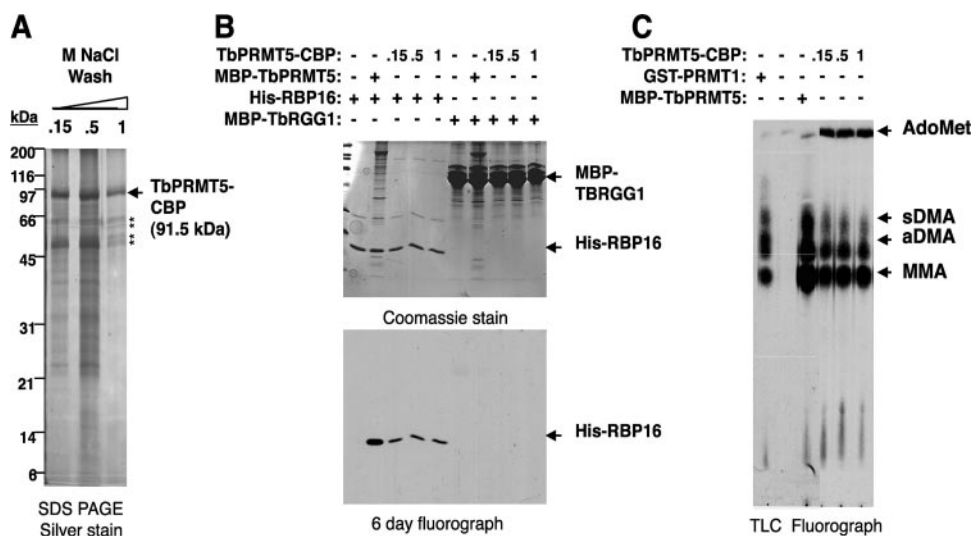 A
M NaCl
Wash
kDa
.15 .5 1
200
116
97
66
45
31
21
14
6
TbPRMT5-
CBP
(91.5 kDa)
**
**
SDS PAGE
Silver stain
B
TbPRMT5-CBP: - - .15 .5 1 - - .15 .5 1
MBP-TbPRMT5: - + - - - - + - - -
His-RBP16: + + + + + - - - - -
MBP-TbRGG1: - - - - - + + + + +
MBP-
TBRGG1
His-RBP16
Coomassie stain
His-RBP16
6 day fluorograph
C
TbPRMT5-CBP: - - - .15 .5 1
GST-PRMT1: + - - - - -
MBP-TbPRMT5: - - + - - -
AdoMet
sDMA
aDMA
MMA
TLC Fluorograph